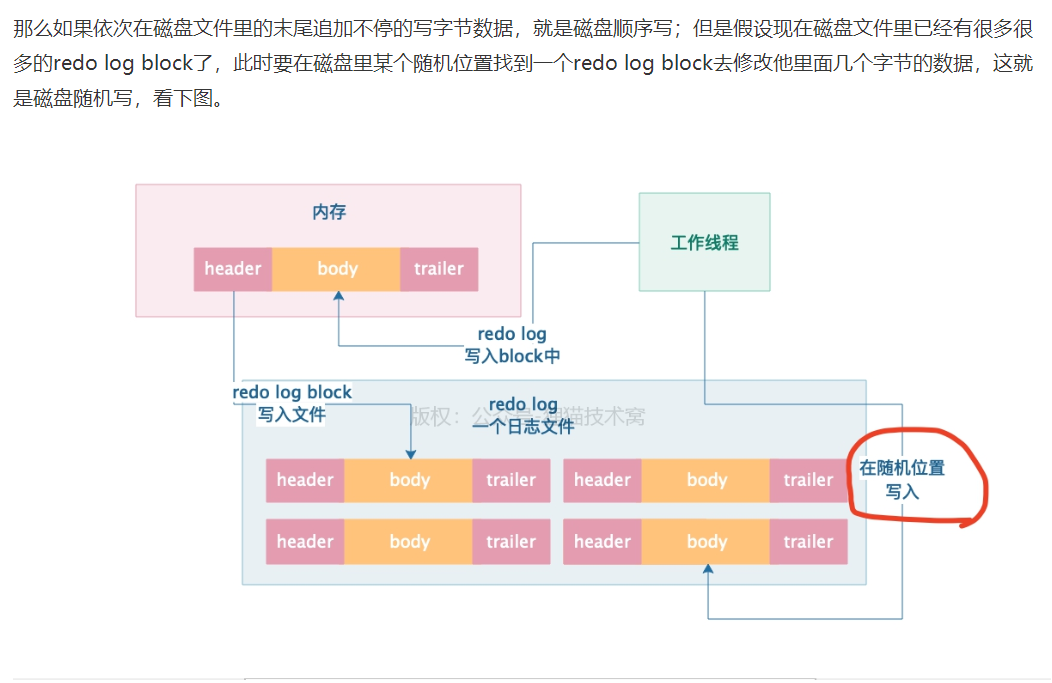 那么如果依次在磁盘文件里的末尾追加不停的写字节数据，就是磁盘顺序写；但是假设现在在磁盘文件里已经有很多很
多的redo log block了，此时要在磁盘里某个随机位置找到一个redo log block去修改他里面几个字节的数据，这就
是磁盘随机写，看下图。
内存
工作线程
header body trailer
redo log
写入block中
redo log block
写入文件
redo log
一个日志文件
版权：公众号-狸猫技术窝
header body trailer header body trailer
在随机位置
写入
header body trailer header body trailer